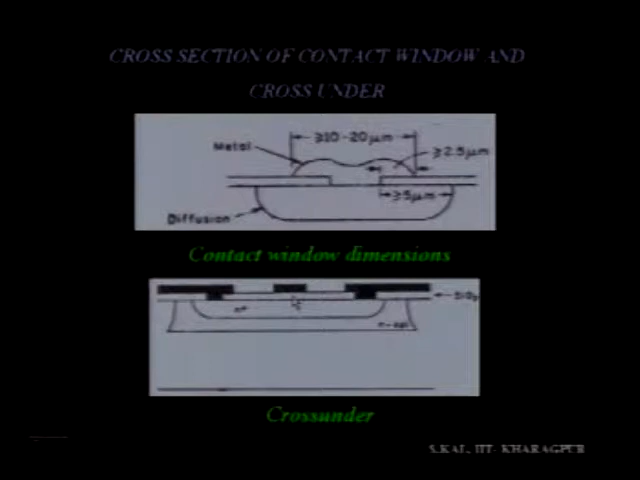 CROSS SECTION OF CONTACT WINDOW AND
CROSS UNDER
≥10-20μm
Metal
≥2.5μm
≥5μm
Diffusion
Contact window dimensions
SiO₂
n+
n-epi
Crossunder
S.KAL, IIT- KHARAGPUR